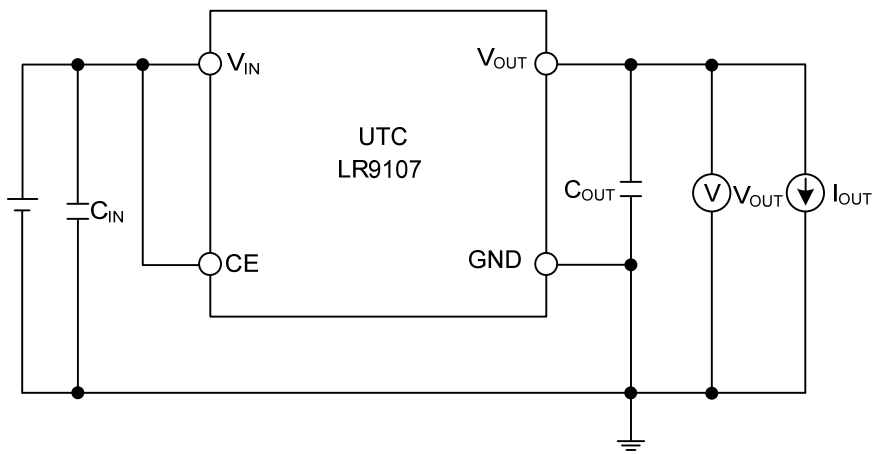 VIN
VOUT
UTC
LR9107
CIN
COUT
V
VOUT
IOUT
CE
GND